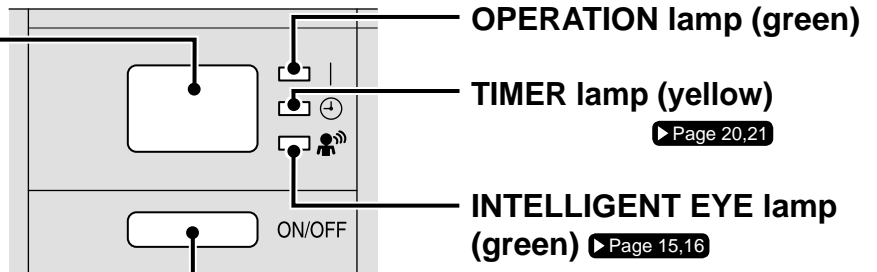 OPERATION lamp (green)
TIMER lamp (yellow)
Page 20,21
INTELLIGENT EYE lamp
(green) Page 15,16
ON/OFF